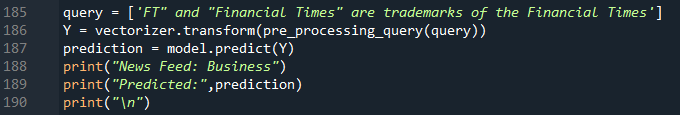 185 query = ['FT" and "Financial Times" are trademarks of the Financial Times']
186 Y = vectorizer.transform(pre_processing_query(query))
187 prediction = model.predict(Y)
188 print("News Feed: Business")
189 print("Predicted:",prediction)
190 print("\n")